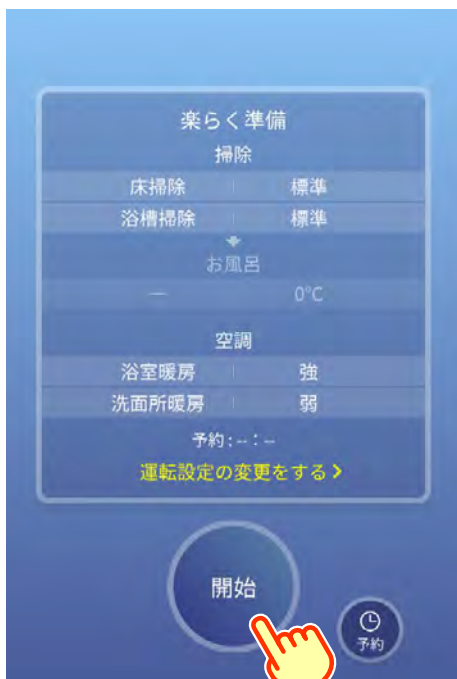 楽らく準備
掃除
床掃除 標準
浴槽掃除 標準
お風呂
— 0℃
空調
浴室暖房 強
洗面所暖房 弱
予約:--:--
運転設定の変更をする
開始
予約